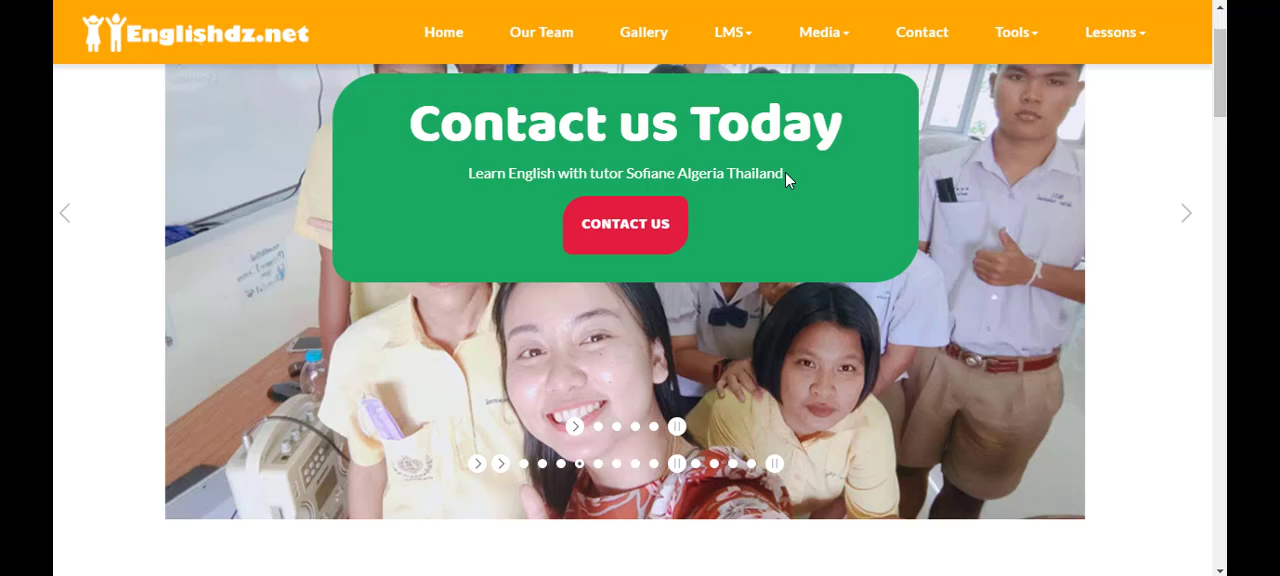 Englishdz.net
Home Our Team Gallery LMS Media Contact Tools Lessons
Contact us Today
Learn English with tutor Sofiane Algeria Thailand
CONTACT US